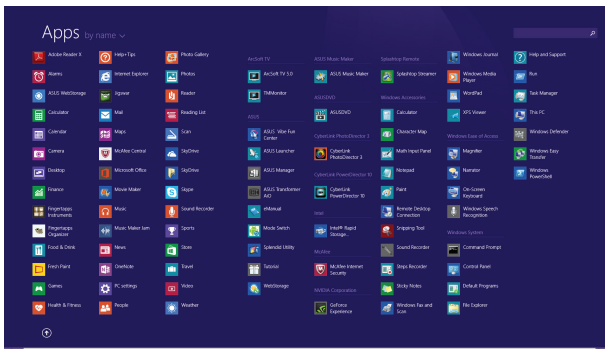 Apps by name
Adobe Reader X
Alarms
ASUS WebStorage
Calculator
Calendar
Camera
Desktop
Finance
Fingertapps
Instruments
Fingertapps
Organizer
Food & Drink
Fresh Paint
Games
Health & Fitness
Help+Tips
Internet Explorer
Jigsaw
Mail
Maps
McAfee Central
Microsoft Office
Movie Maker
Music
Music Maker Jam
News
OneNote
PC settings
People
Photo Gallery
Photos
Reader
Reading List
Scan
SkyDrive
SkyDrive
Skype
Sound Recorder
Sports
Store
Travel
Video
Weather
ArcSoft TV
ArcSoft TV 5.0
TMMonitor
ASUS
ASUS Vibe Fun
Center
ASUS Launcher
ASUS Manager
ASUS Transformer
AiO
eManual
Mode Switch
Splendid Utility
Tutorial
WebStorage
ASUS Music Maker
ASUS Music Maker
ASUSDVD
ASUSDVD
CyberLink PhotoDirector 3
CyberLink
PhotoDirector 3
CyberLink PowerDirector 10
CyberLink
PowerDirector 10
Intel
Intel® Rapid
Storage...
McAfee
McAfee Internet
Security
NVIDIA Corporation
GeForce
Experience
Splashtop Remote
Splashtop Streamer
Windows Accessories
Calculator
Character Map
Math Input Panel
Notepad
Paint
Remote Desktop
Connection
Snipping Tool
Sound Recorder
Steps Recorder
Sticky Notes
Windows Fax and
Scan
Windows Journal
Windows Media
Player
WordPad
XPS Viewer
Windows Ease of Access
Magnifier
Narrator
On-Screen
Keyboard
Windows Speech
Recognition
Windows System
Command Prompt
Control Panel
Default Programs
File Explorer
Help and Support
Run
Task Manager
This PC
Windows Defender
Windows Easy
Transfer
Windows
PowerShell